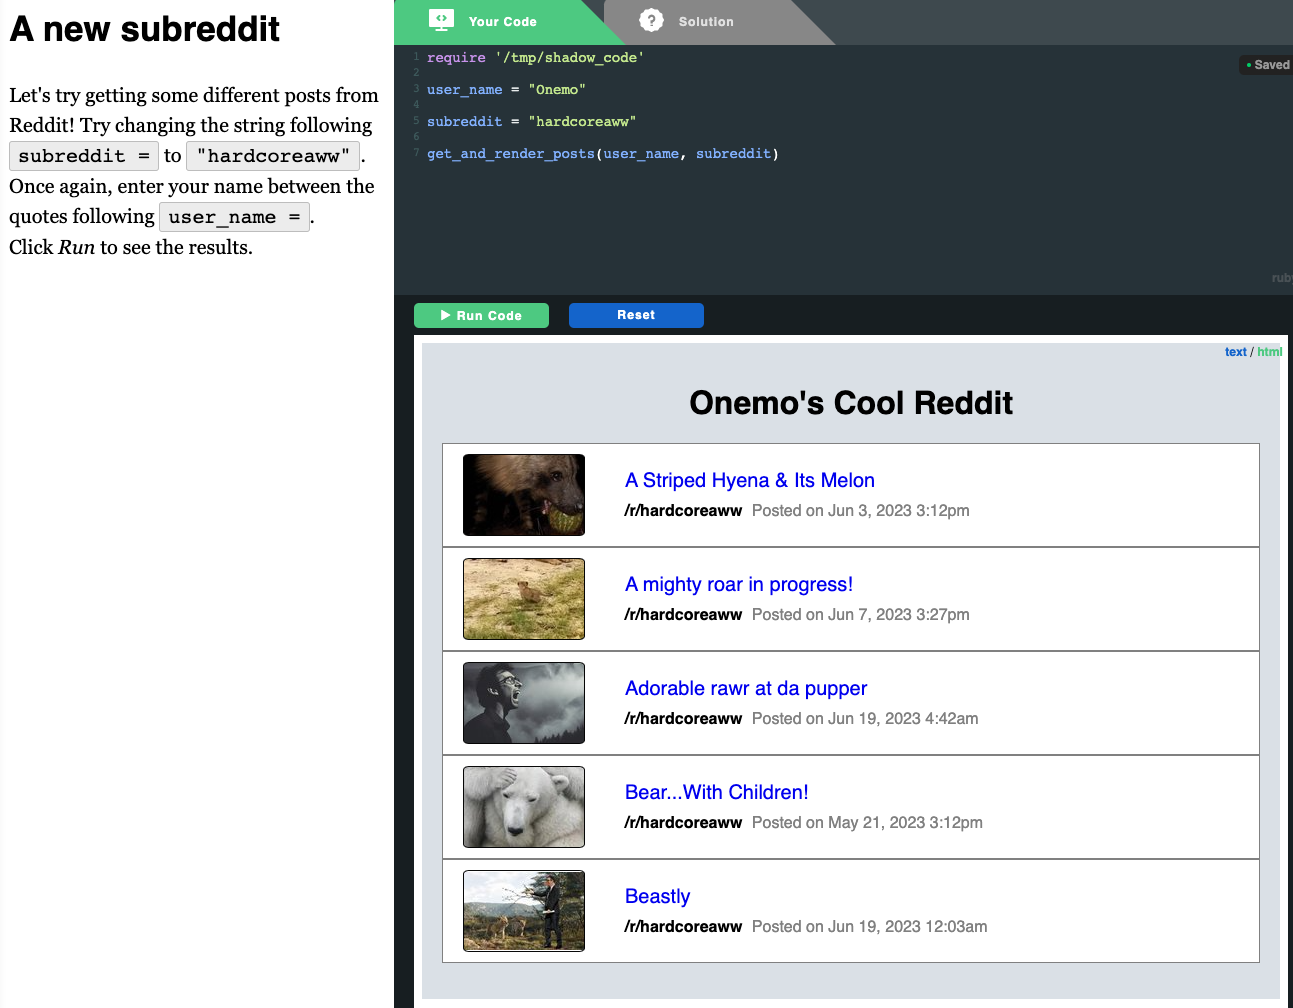 A new subreddit
Let's try getting some different posts from
Reddit! Try changing the string following
subreddit = to "hardcoreaww".
Once again, enter your name between the
quotes following user_name =.
Click Run to see the results.
Your Code
Solution
1 require '/tmp/shadow_code'
2
3 user_name = "Onemo"
4
5 subreddit = "hardcoreaww"
6
7 get_and_render_posts(user_name, subreddit)
• Saved
Run Code
Reset
text / html
Onemo's Cool Reddit
A Striped Hyena & Its Melon
/r/hardcoreaww Posted on Jun 3, 2023 3:12pm
A mighty roar in progress!
/r/hardcoreaww Posted on Jun 7, 2023 3:27pm
Adorable rawr at da pupper
/r/hardcoreaww Posted on Jun 19, 2023 4:42am
Bear...With Children!
/r/hardcoreaww Posted on May 21, 2023 3:12pm
Beastly
/r/hardcoreaww Posted on Jun 19, 2023 12:03am